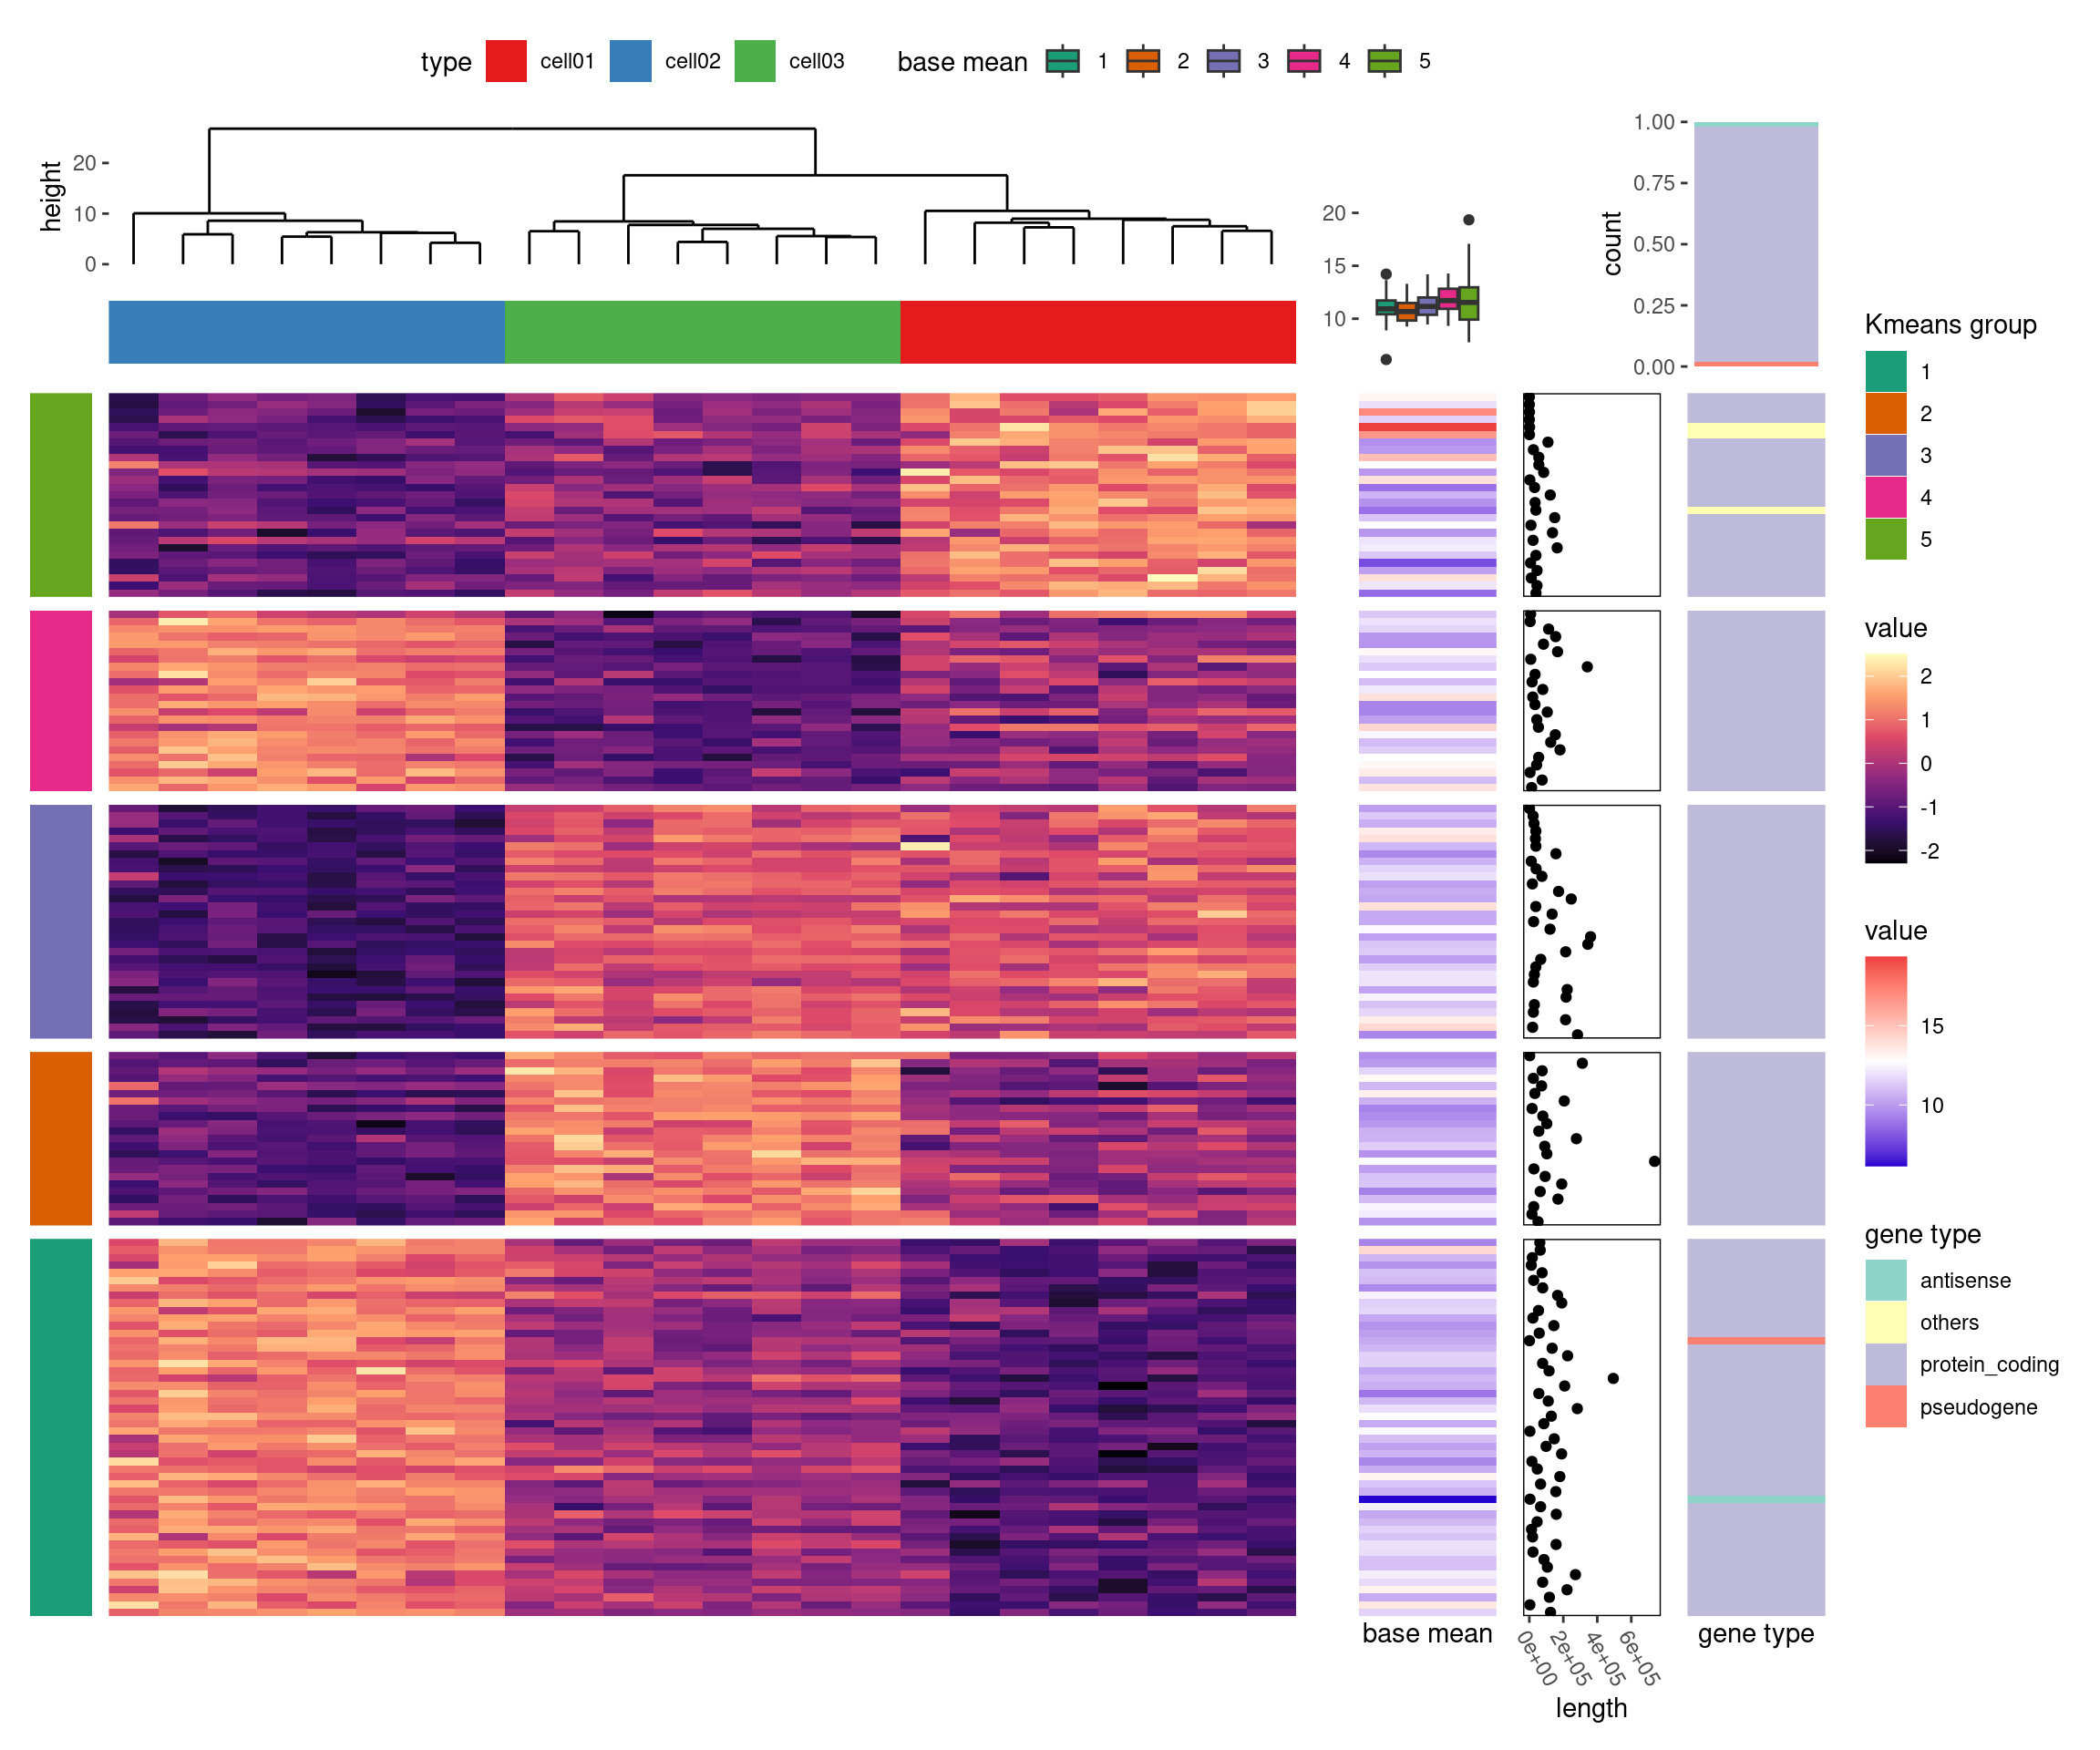 type cell01 cell02 cell03 base mean 1 2 3 4 5
height
20
10
0
20
15
10
count
1.00
0.75
0.50
0.25
0.00
Kmeans group
1
2
3
4
5
value
2
1
0
-1
-2
value
15
10
gene type
antisense
others
protein_coding
pseudogene
base mean
0e+00 2e+05 4e+05 6e+05
length
gene type